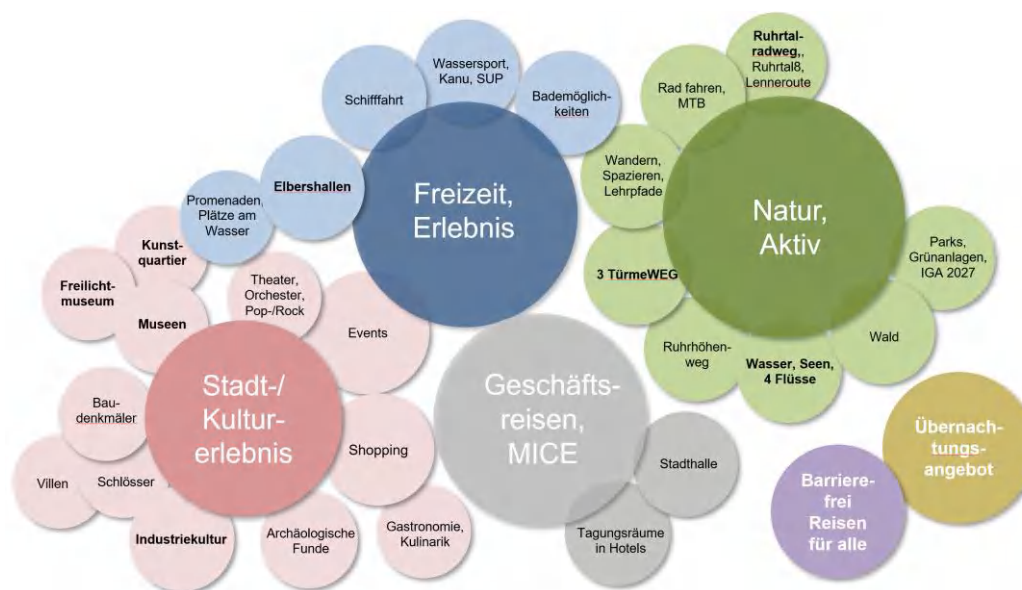 Ruhrtal-
radweg,,
Ruhrtal8,
Lenneroute
Wassersport,
Kanu, SUP
Rad fahren,
MTB
Schifffahrt
Bademöglich-
keiten
Wandern,
Spazieren,
Lehrpfade
Elbershallen
Freizeit,
Erlebnis
Natur,
Aktiv
Promenaden,
Plätze am
Wasser
Kunst-
quartier
Parks,
Grünanlagen,
IGA 2027
Freilicht-
museum
Theater,
Orchester,
Pop-/Rock
3 TürmeWEG
Museen
Events
Wald
Ruhrhöhen-
weg
Wasser, Seen,
4 Flüsse
Stadt-/
Kultur-
erlebnis
Geschäfts-
reisen,
MICE
Bau-
denkmäler
Übernach-
tungs-
angebot
Shopping
Stadthalle
Villen
Schlösser
Barriere-
frei
Reisen
für alle
Industriekultur
Archäologische
Funde
Gastronomie,
Kulinarik
Tagungsräume
in Hotels